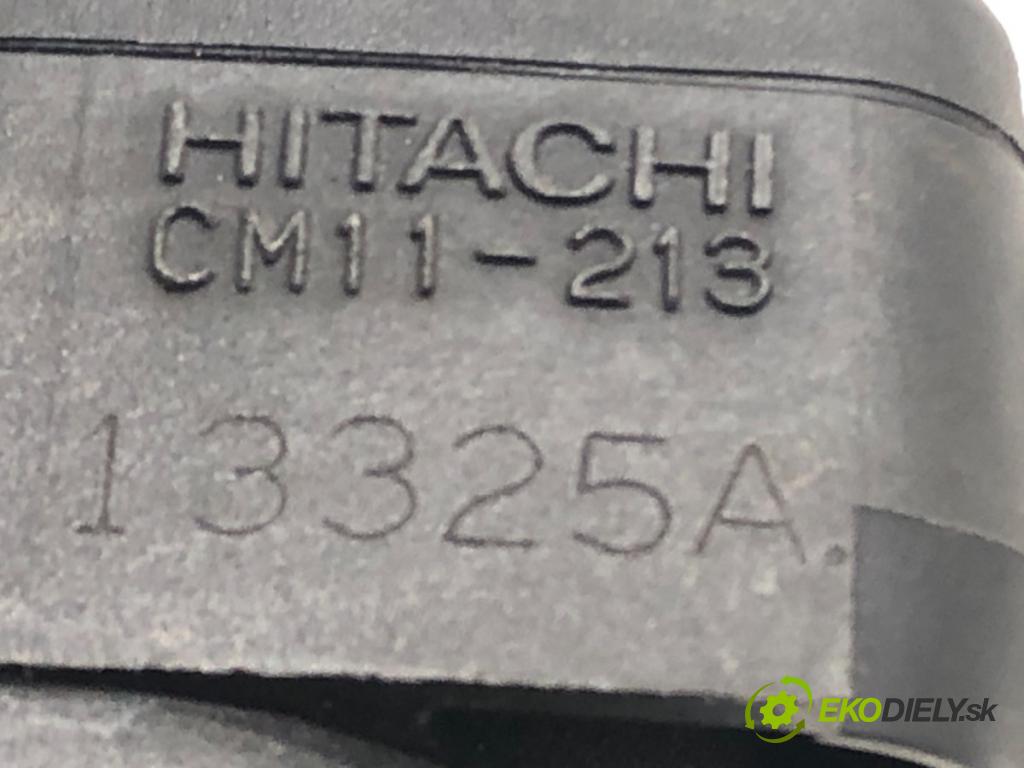 HITACHI
CM11-213
13325A.
EKODIELY.sk